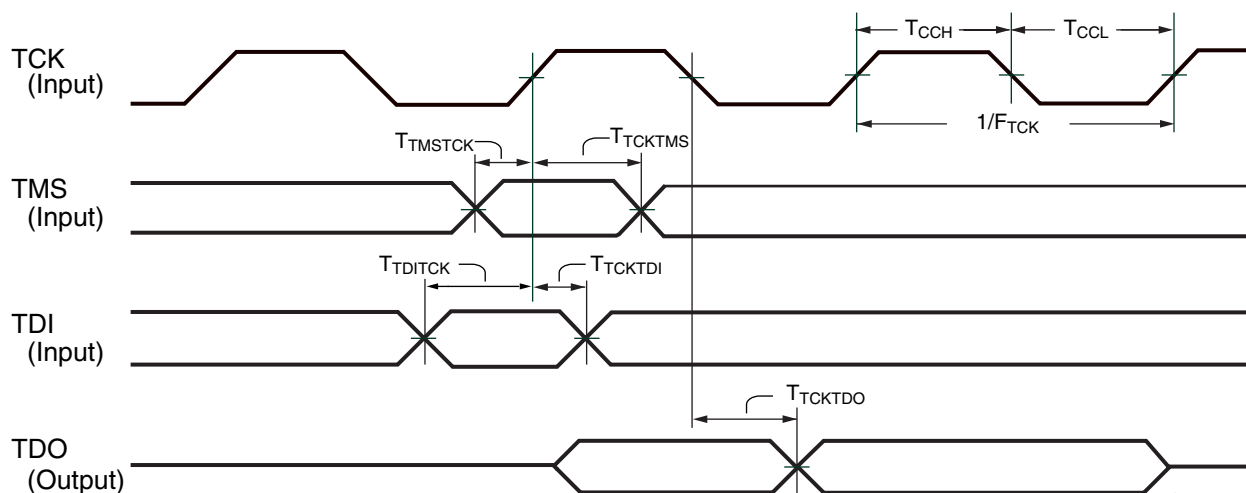 TCK
(Input)
TCCH
TCCL
1/FTCK
TTMSTCK
TTCKTMS
TMS
(Input)
TTDITCK
TTCKTDI
TDI
(Input)
TTCKTDO
TDO
(Output)